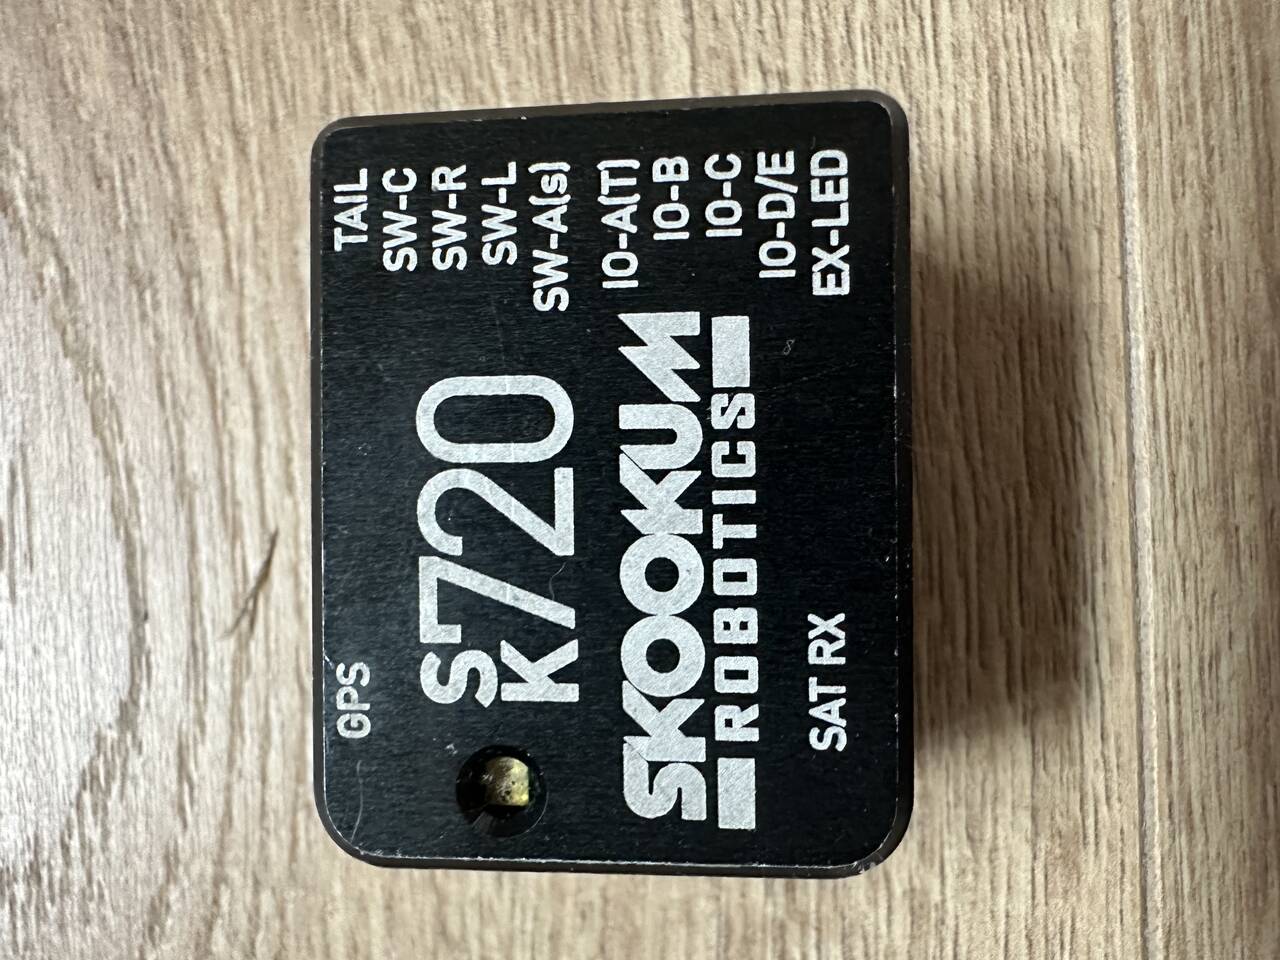 GPS
TAIL
SW-C
SW-R
SW-L
SW-A(s)
SK720
IO-A(T)
IO-B
IO-C
IO-D/E
EX-LED
SKOOKUM
ROBOTICS
SAT RX